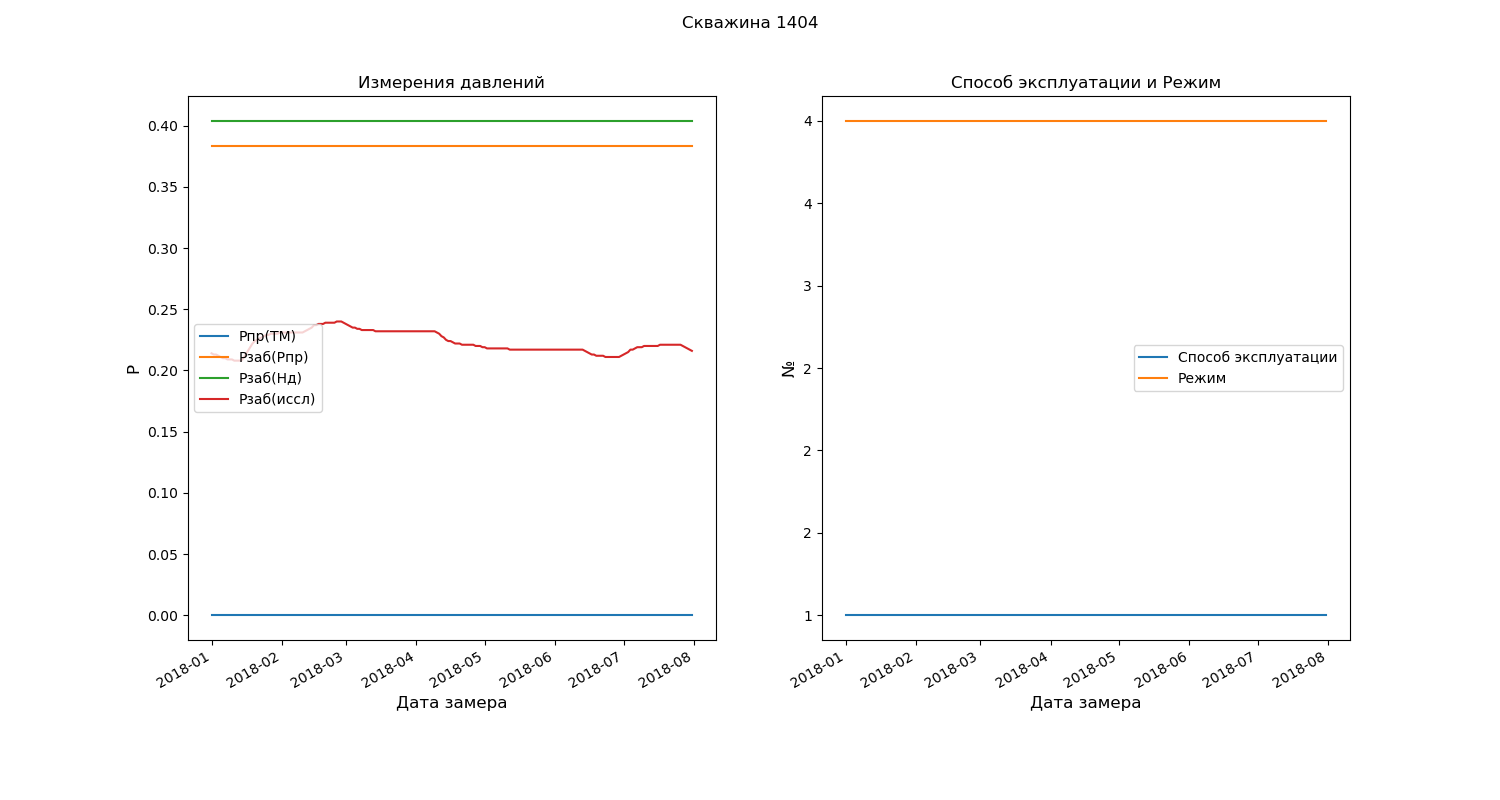 Скважина 1404
Измерения давлений
0.40
0.35
0.30
0.25
0.20
0.15
0.10
0.05
0.00
P
Pпр(ТМ)
Pзаб(Pпр)
Pзаб(Нд)
Pзаб(иссл)
2018-01
2018-02
2018-03
2018-04
2018-05
2018-06
2018-07
2018-08
Дата замера
Способ эксплуатации и Режим
4
4
3
2
2
2
1
№
Способ эксплуатации
Режим
2018-01
2018-02
2018-03
2018-04
2018-05
2018-06
2018-07
2018-08
Дата замера